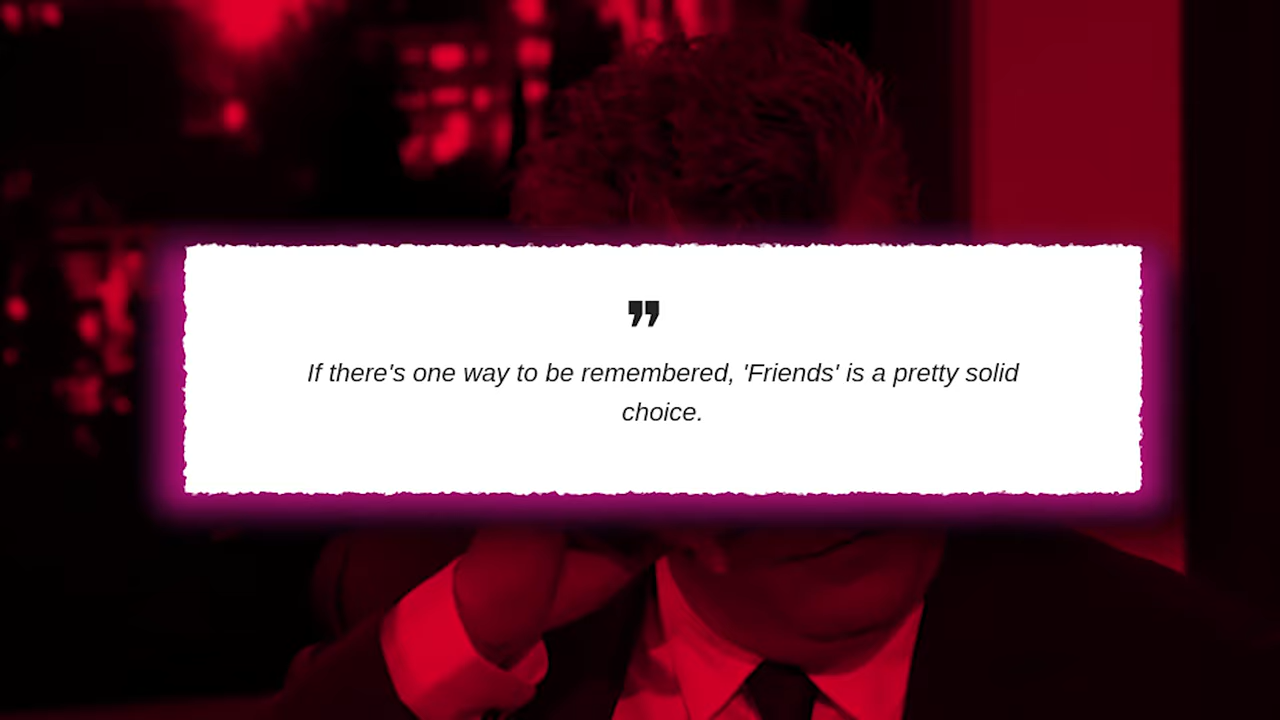 ❞
If there's one way to be remembered, 'Friends' is a pretty solid
choice.